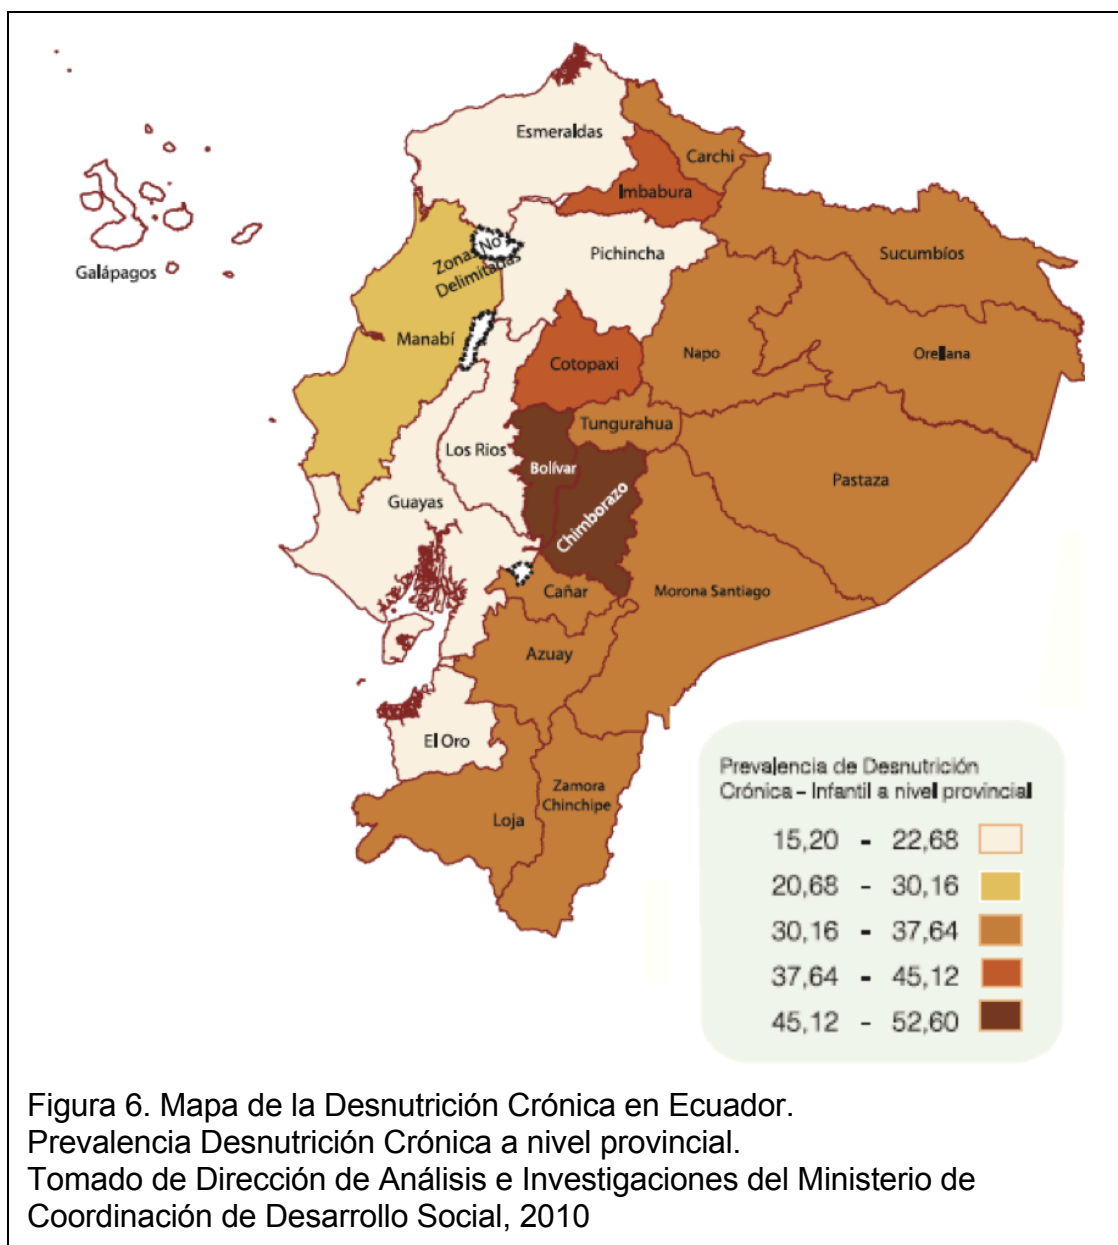 Esmeraldas
Carchi
Imbabura
Galápagos
Zonas No
Delimitadas
Pichincha
Sucumbíos
Manabí
Cotopaxi
Napo
Orellana
Tungurahua
Los Rios
Bolívar
Pastaza
Guayas
Chimborazo
Cañar
Morona Santiago
Azuay
El Oro
Zamora
Chinchipe
Loja
Prevalencia de Desnutrición
Crónica - Infantil a nivel provincial
15,20 - 22,68
20,68 - 30,16
30,16 - 37,64
37,64 - 45,12
45,12 - 52,60
Figura 6. Mapa de la Desnutrición Crónica en Ecuador.
Prevalencia Desnutrición Crónica a nivel provincial.
Tomado de Dirección de Análisis e Investigaciones del Ministerio de
Coordinación de Desarrollo Social, 2010